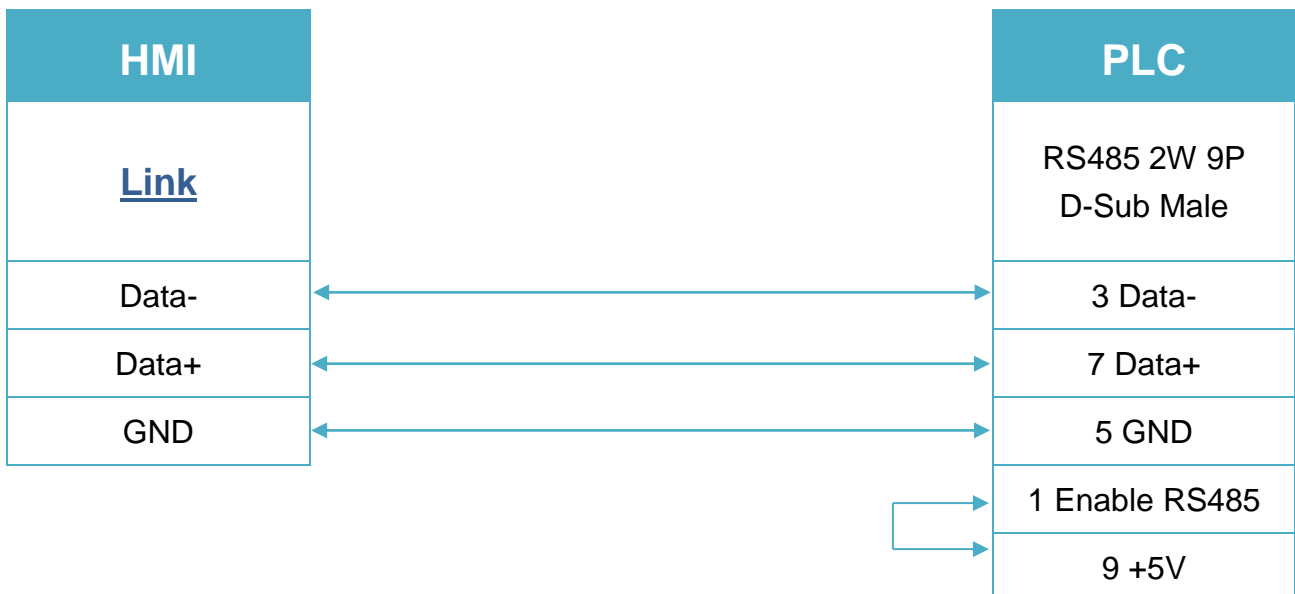 HMI
PLC
Link
RS485 2W 9P
D-Sub Male
Data-
3 Data-
Data+
7 Data+
GND
5 GND
1 Enable RS485
9 +5V